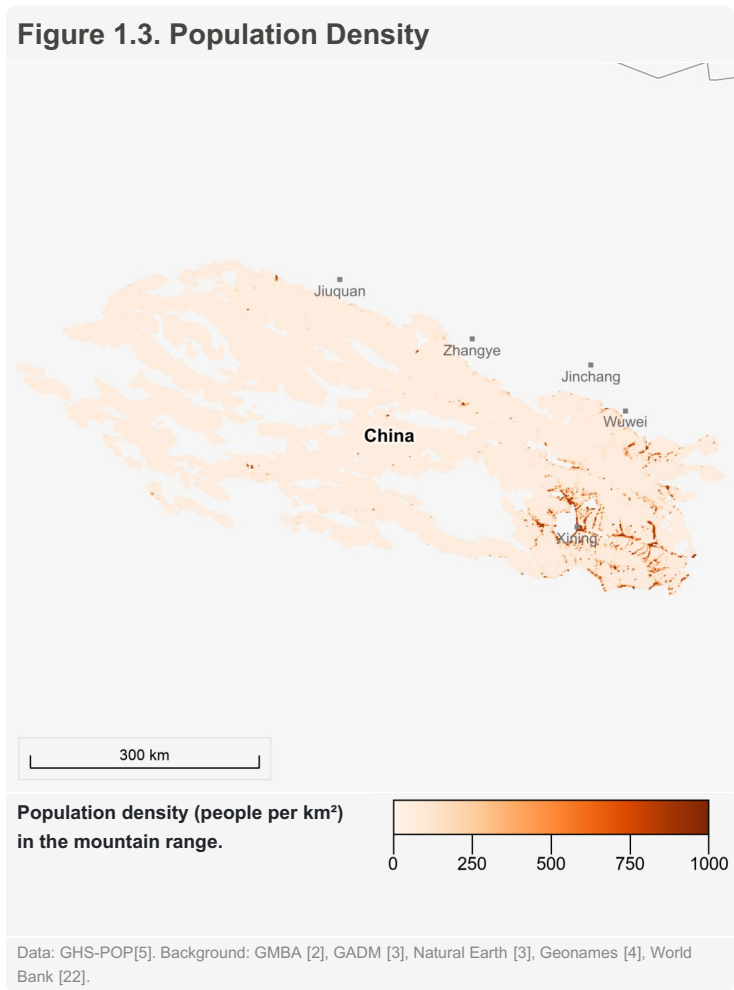 Figure 1.3. Population Density
Jiuquan
Zhangye
Jinchang
Wuwei
China
Xining
300 km
Population density (people per km²)
in the mountain range.
0 250 500 750 1000
Data: GHS-POP[5]. Background: GMBA [2], GADM [3], Natural Earth [3], Geonames [4], World
Bank [22].